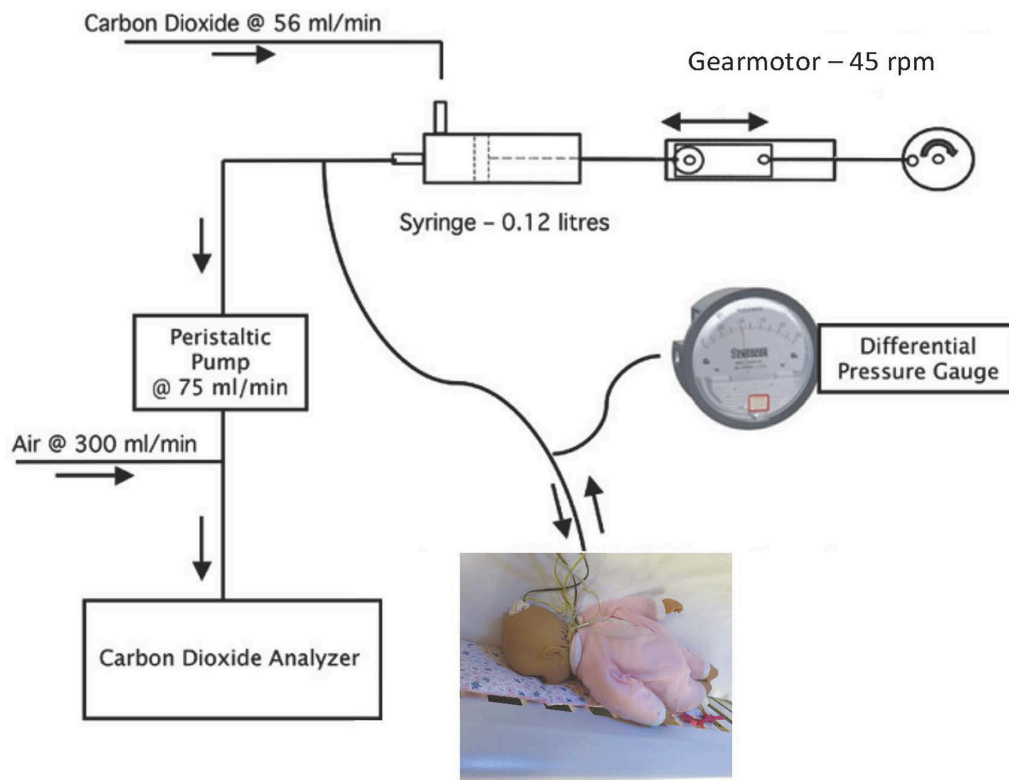 Carbon Dioxide @ 56 ml/min
Gearmotor – 45 rpm
Syringe – 0.12 litres
Peristaltic
Pump
@ 75 ml/min
SENSOCON
Differential
Pressure Gauge
Air @ 300 ml/min
Carbon Dioxide Analyzer